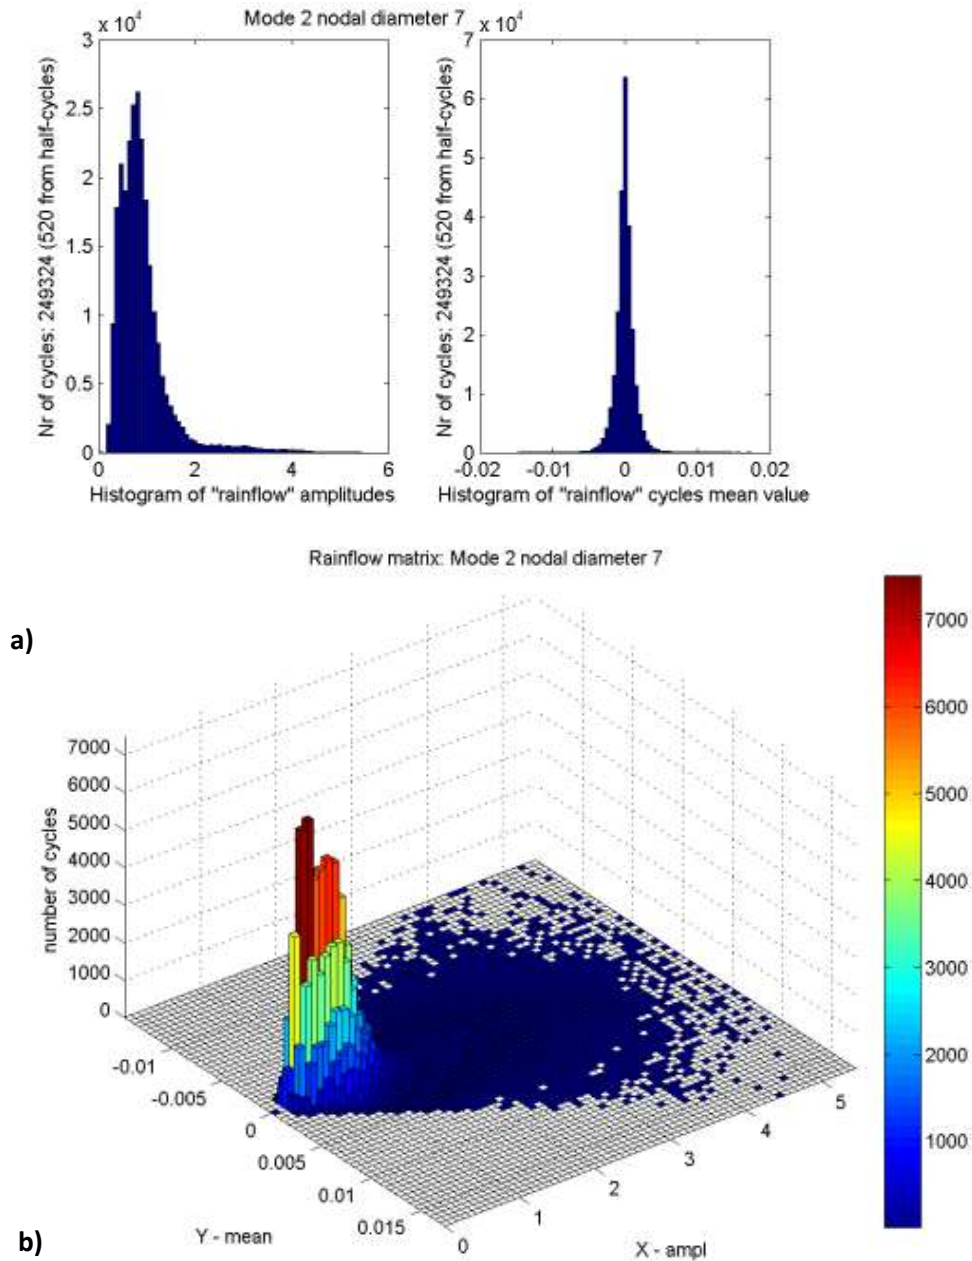 Mode 2 nodal diameter 7
x 10⁴
3
2.5
2
1.5
1
0.5
0
Nr of cycles: 249324 (520 from half-cycles)
0 2 4 6
Histogram of "rainflow" amplitudes
x 10⁴
7
6
5
4
3
2
1
0
Nr of cycles: 249324 (520 from half-cycles)
-0.02 -0.01 0 0.01 0.02
Histogram of "rainflow" cycles mean value
Rainflow matrix: Mode 2 nodal diameter 7
a)
7000
6000
5000
4000
3000
2000
1000
0
number of cycles
-0.01
-0.005
0
0.005
0.01
0.015
Y - mean
0
1
2
3
4
5
X - ampl
7000
6000
5000
4000
3000
2000
1000
b)